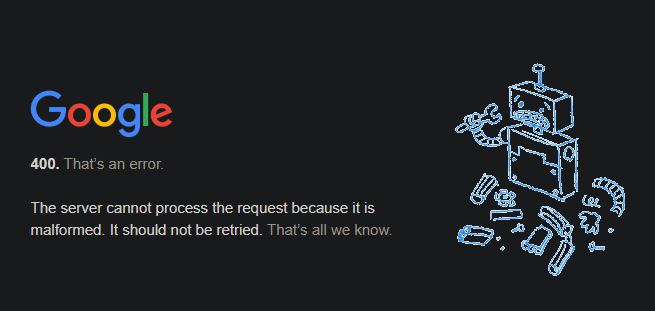 Google
400. That's an error.
The server cannot process the request because it is
malformed. It should not be retried. That's all we know.